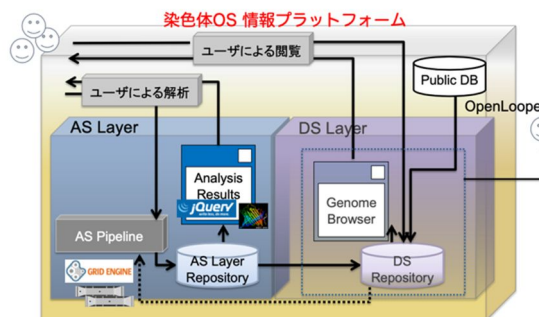 染色体OS 情報プラットフォーム
ユーザによる閲覧
ユーザによる解析
Public DB
OpenLoope
AS Layer
DS Layer
Analysis
Results
jQuery
Genome
Browser
AS Pipeline
GRID ENGINE
AS Layer
Repository
DS
Repository